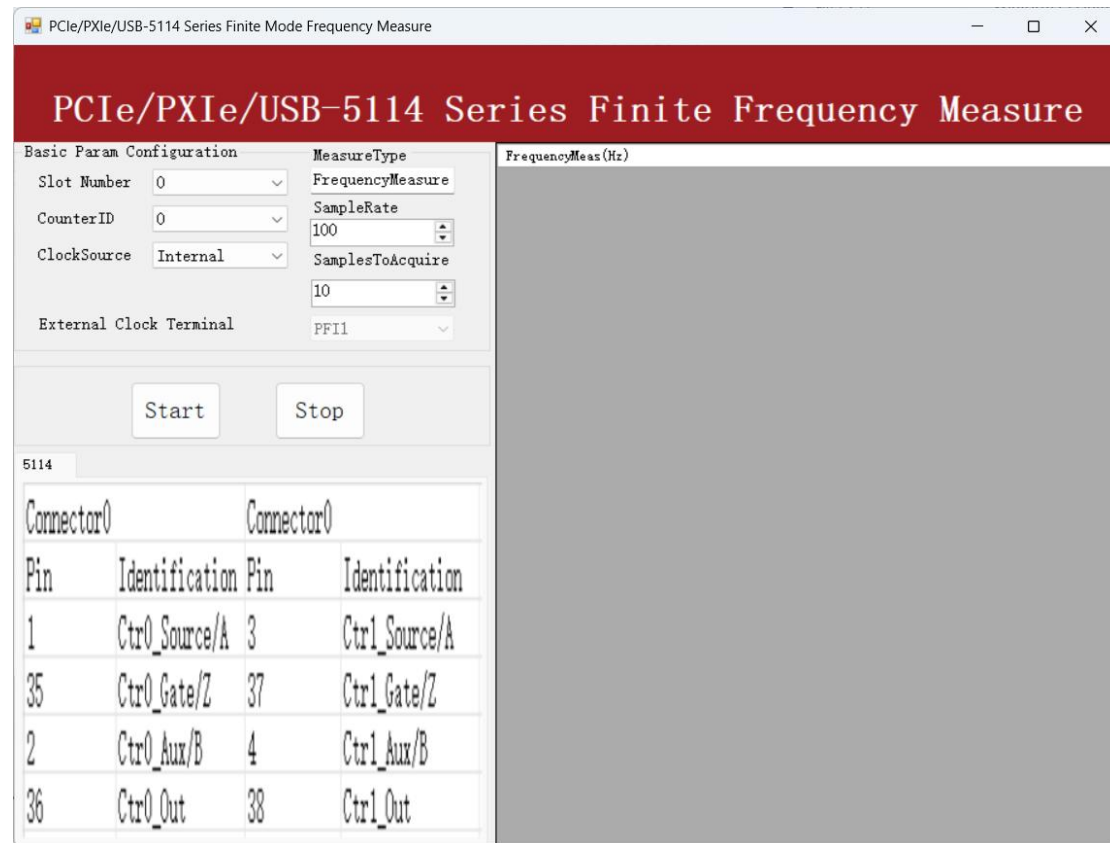 PCIe/PXIe/USB-5114 Series Finite Mode Frequency Measure
PCIe/PXIe/USB-5114 Series Finite Frequency Measure
Basic Param Configuration
Slot Number 0
CounterID 0
ClockSource Internal
MeasureType
FrequencyMeasure
SampleRate
100
SamplesToAcquire
10
External Clock Terminal PFI1
Start Stop
5114
Connector0 Connector0
Pin Identification Pin Identification
1 Ctr0_Source/A 3 Ctr1_Source/A
35 Ctr0_Gate/Z 37 Ctr1_Gate/Z
2 Ctr0_Aux/B 4 Ctr1_Aux/B
36 Ctr0_Out 38 Ctr1_Out
FrequencyMeas(Hz)